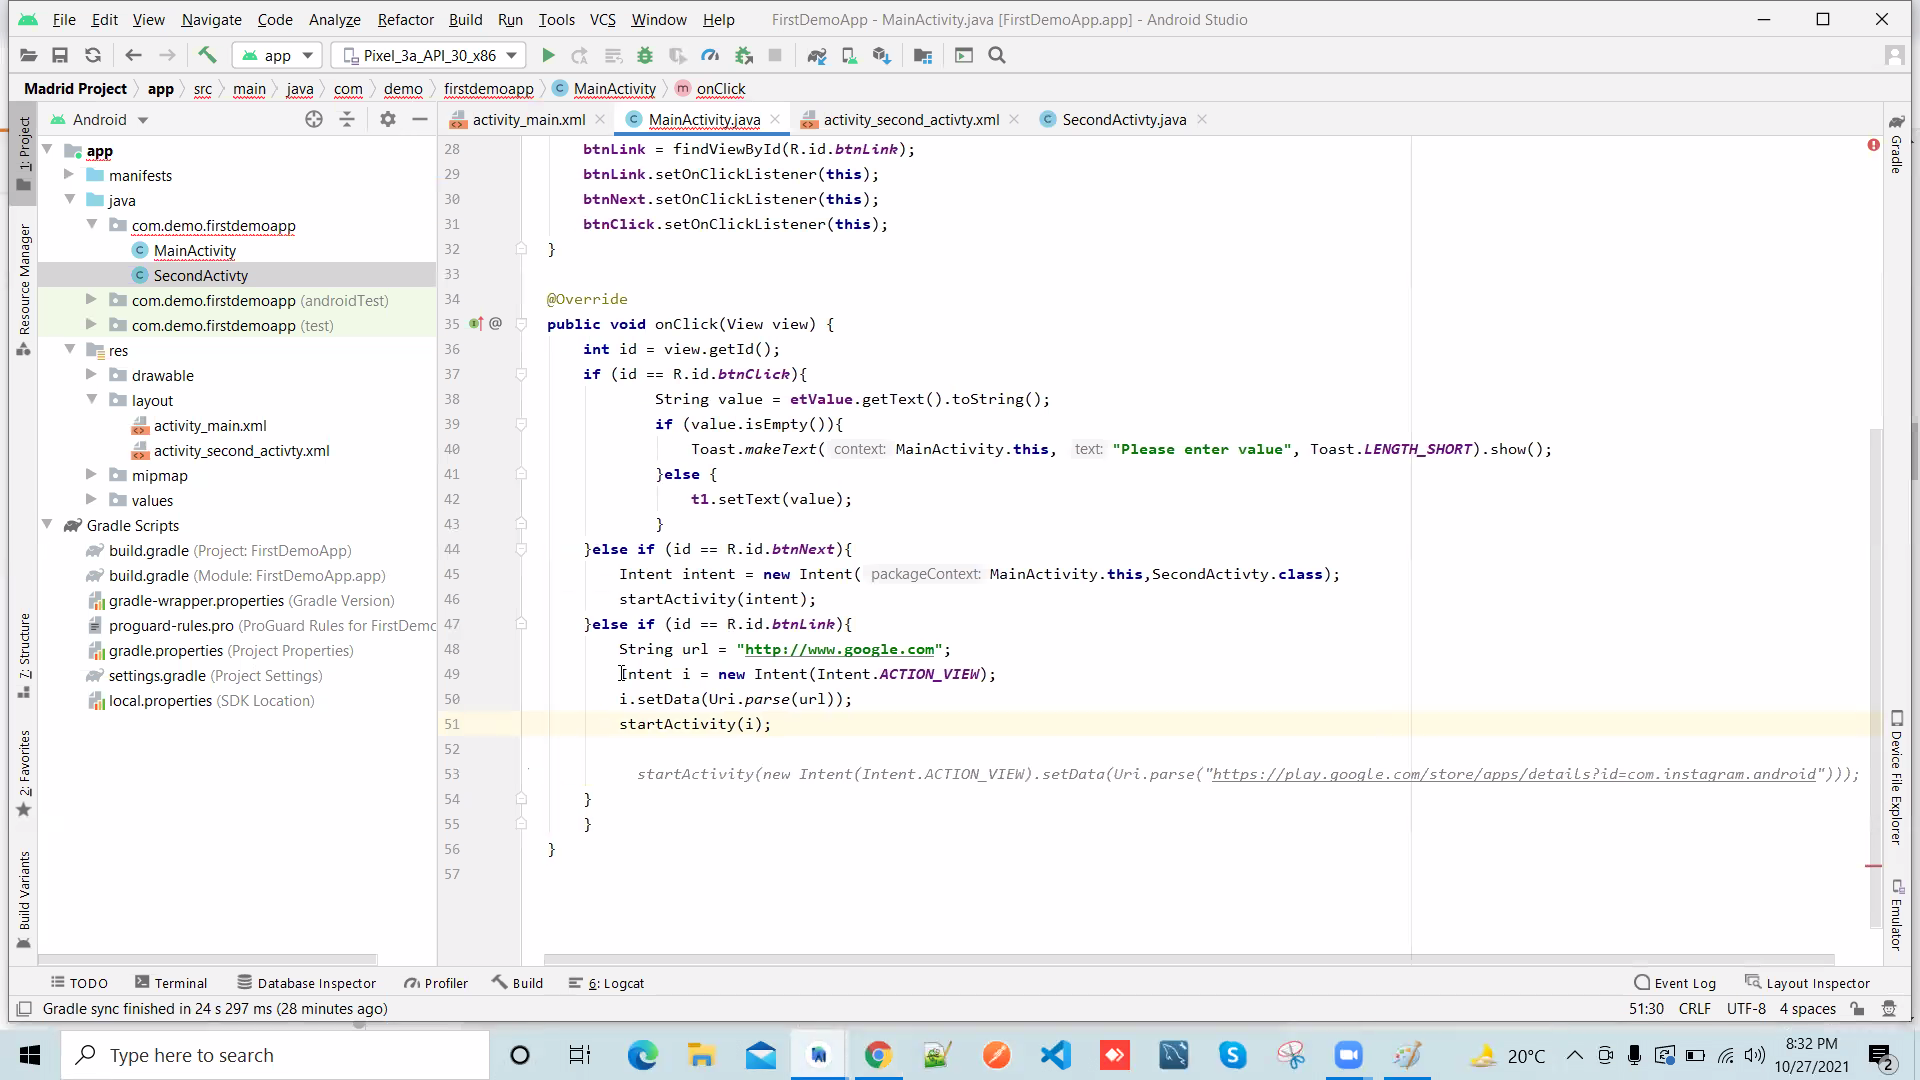 File Edit View Navigate Code Analyze Refactor Build Run Tools VCS Window Help FirstDemoApp - MainActivity.java [FirstDemoApp.app] - Android Studio
app Pixel_3a_API_30_x86
Madrid Project app src main java com demo firstdemoapp C MainActivity m onClick
Android
activity_main.xml C MainActivity.java activity_second_activty.xml C SecondActivty.java
1: Project
Resource Manager
7: Structure
2: Favorites
Build Variants
app
manifests
java
com.demo.firstdemoapp
C MainActivity
C SecondActivty
com.demo.firstdemoapp (androidTest)
com.demo.firstdemoapp (test)
res
drawable
layout
activity_main.xml
activity_second_activty.xml
mipmap
values
Gradle Scripts
build.gradle (Project: FirstDemoApp)
build.gradle (Module: FirstDemoApp.app)
gradle-wrapper.properties (Gradle Version)
proguard-rules.pro (ProGuard Rules for FirstDemo
gradle.properties (Project Properties)
settings.gradle (Project Settings)
local.properties (SDK Location)
28 btnLink = findViewById(R.id.btnLink);
29 btnLink.setOnClickListener(this);
30 btnNext.setOnClickListener(this);
31 btnClick.setOnClickListener(this);
32 }
33
34 @Override
35 public void onClick(View view) {
36 int id = view.getId();
37 if (id == R.id.btnClick){
38 String value = etValue.getText().toString();
39 if (value.isEmpty()){
40 Toast.makeText( context: MainActivity.this, text: "Please enter value", Toast.LENGTH_SHORT).show();
41 }else {
42 t1.setText(value);
43 }
44 }else if (id == R.id.btnNext){
45 Intent intent = new Intent( packageContext: MainActivity.this,SecondActivty.class);
46 startActivity(intent);
47 }else if (id == R.id.btnLink){
48 String url = "http://www.google.com";
49 Intent i = new Intent(Intent.ACTION_VIEW);
50 i.setData(Uri.parse(url));
51 startActivity(i);
52
53 startActivity(new Intent(Intent.ACTION_VIEW).setData(Uri.parse("https://play.google.com/store/apps/details?id=com.instagram.android")));
54 }
55 }
56 }
57
Gradle
Device File Explorer
Emulator
TODO Terminal Database Inspector Profiler Build 6: Logcat Event Log Layout Inspector
Gradle sync finished in 24 s 297 ms (28 minutes ago) 51:30 CRLF UTF-8 4 spaces
Type here to search 20°C 8:32 PM
10/27/2021 2